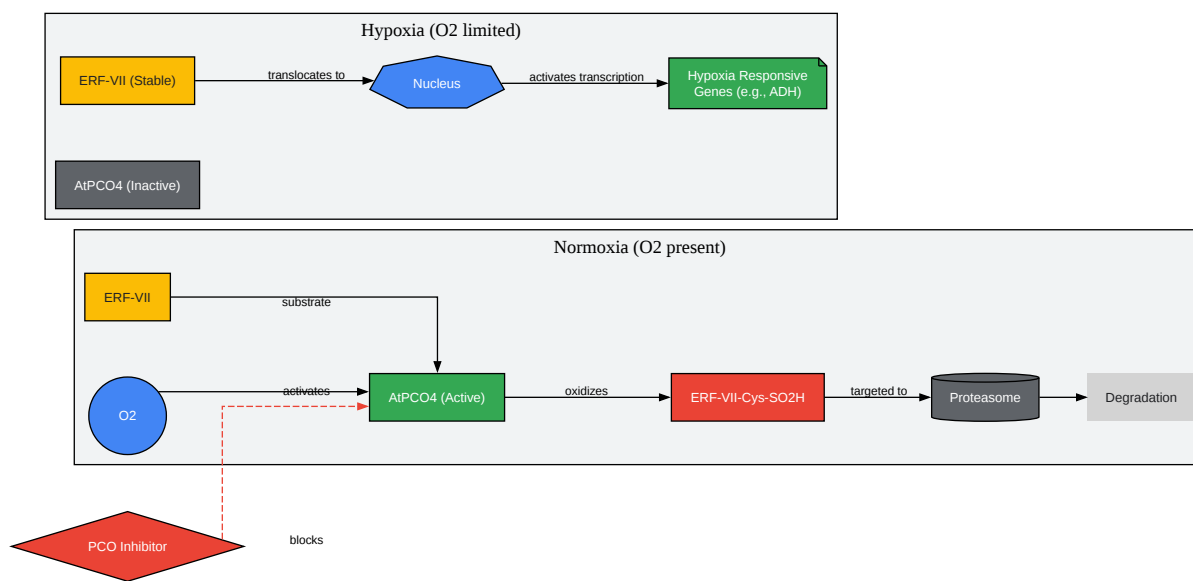 Hypoxia (O2 limited)
ERF-VII (Stable)
translocates to
Nucleus
activates transcription
Hypoxia Responsive
Genes (e.g., ADH)
AtPCO4 (Inactive)
Normoxia (O2 present)
ERF-VII
substrate
O2
activates
AtPCO4 (Active)
oxidizes
ERF-VII-Cys-SO2H
targeted to
Proteasome
Degradation
PCO Inhibitor
blocks